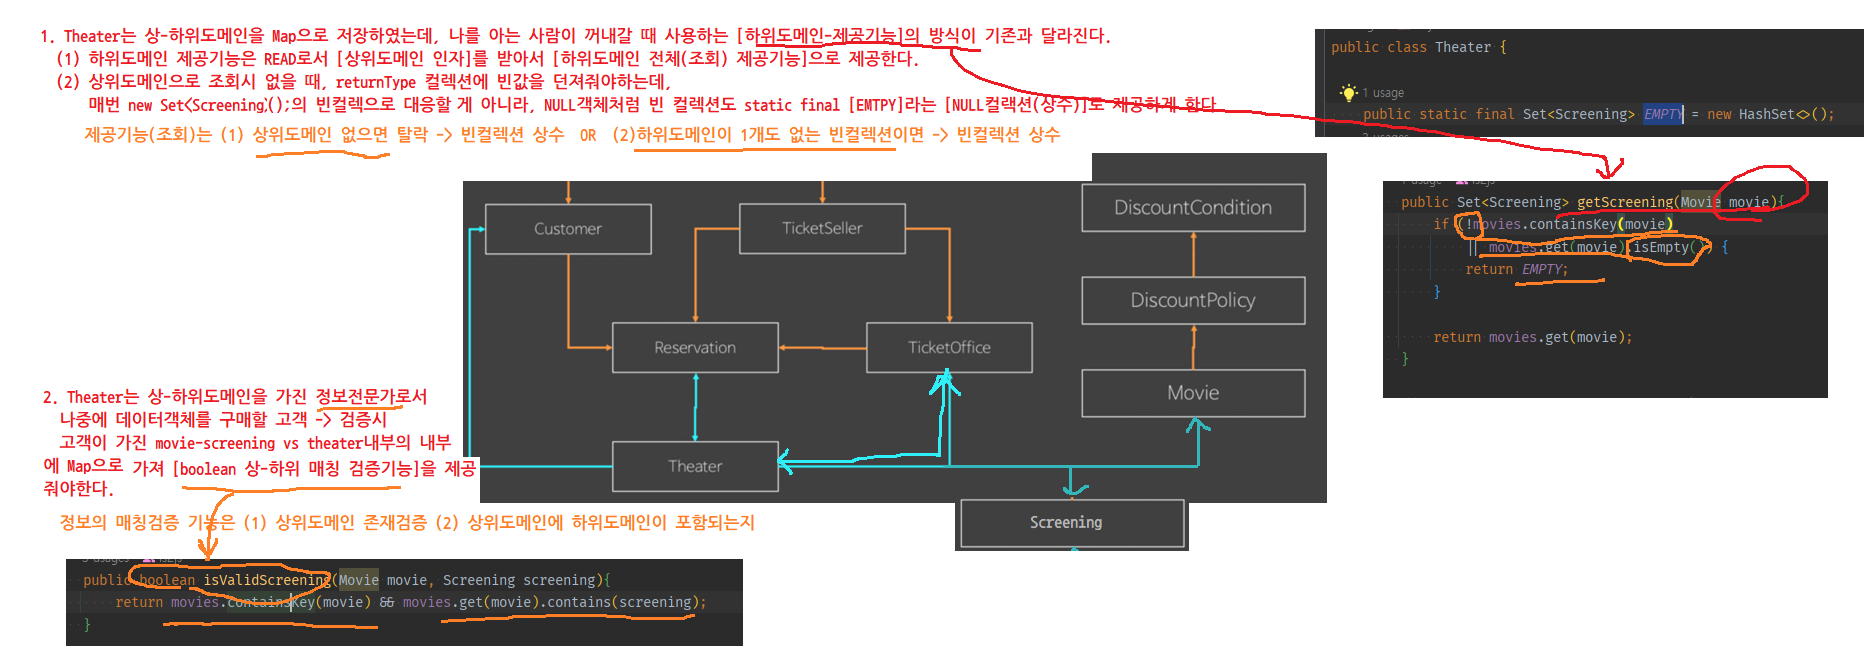 1. Theater는 상-하위도메인을 Map으로 저장하였는데, 나를 아는 사람이 꺼내갈 때 사용하는 [하위도메인-제공기능]의 방식이 기존과 달라진다.
(1) 하위도메인 제공기능은 READ로서 [상위도메인 인자]를 받아서 [하위도메인 전체(조회) 제공기능]으로 제공한다.
(2) 상위도메인으로 조회시 없을 때, returnType 컬렉션에 빈값을 던져줘야하는데,
매번 new Set<Screening>();의 빈컬렉으로 대응할 게 아니라, NULL객체처럼 빈 컬렉션도 static final [EMTPY]라는 [NULL컬랙션(상수)]도 제공하게 한다
제공기능(조회)는 (1) 상위도메인 없으면 탈락 -> 빈컬렉션 상수 OR (2)하위도메인이 1개도 없는 빈컬렉션이면 -> 빈컬렉션 상수
public class Theater {
1 usage
public static final Set<Screening> EMPTY = new HashSet<>();
public Set<Screening> getScreening(Movie movie){
if (!movies.containsKey(movie)
|| movies.get(movie).isEmpty()) {
return EMPTY;
}
return movies.get(movie);
}
Customer
TicketSeller
DiscountCondition
DiscountPolicy
Reservation
TicketOffice
Movie
Theater
Screening
2. Theater는 상-하위도메인을 가진 정보전문가로서
나중에 데이터객체를 구매할 고객 -> 검증시
고객이 가진 movie-screening vs theater내부의 내부
에 Map으로 가져 [boolean 상-하위 매칭 검증기능]을 제공
줘야한다.
정보의 매칭검증 기능은 (1) 상위도메인 존재검증 (2) 상위도메인에 하위도메인이 포함되는지
public boolean isValidScreening(Movie movie, Screening screening){
return movies.containsKey(movie) && movies.get(movie).contains(screening);
}